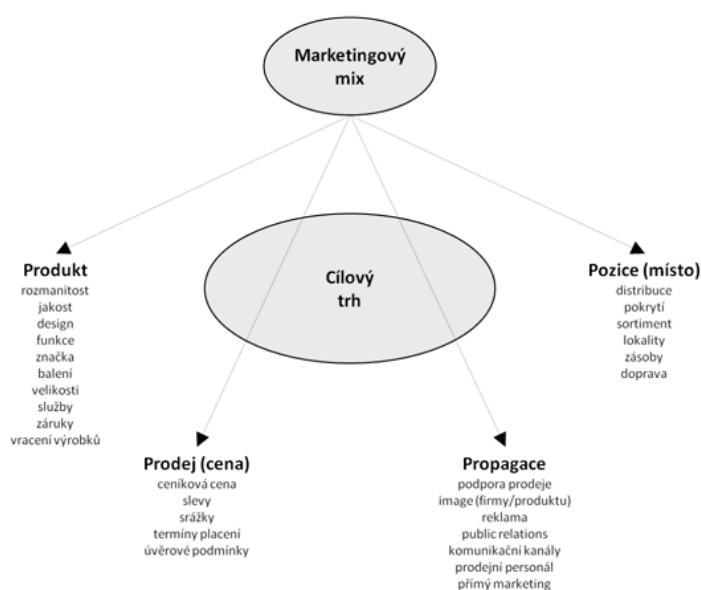 Marketingový
mix
Cílový
trh
Produkt
rozmanitost
jakost
design
funkce
značka
balení
velikosti
služby
záruky
vracení výrobků
Prodej (cena)
ceníková cena
slevy
srážky
termíny placení
úvěrové podmínky
Propagace
podpora prodeje
image (firmy/produktu)
reklama
public relations
komunikační kanály
prodejní personál
přímý marketing
Pozice (místo)
distribuce
pokrytí
sortiment
lokality
zásoby
doprava